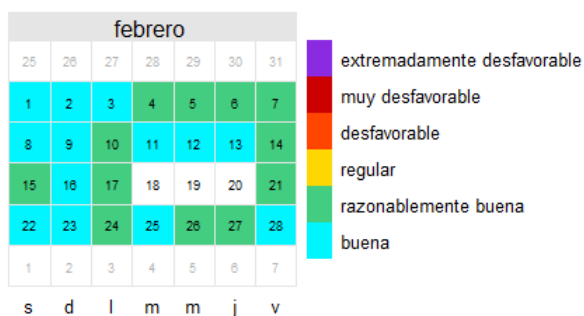 febrero
25 26 27 28 29 30 31
1 2 3 4 5 6 7
8 9 10 11 12 13 14
15 16 17 18 19 20 21
22 23 24 25 26 27 28
1 2 3 4 5 6 7
s d l m m j v
extremadamente desfavorable
muy desfavorable
desfavorable
regular
razonablemente buena
buena